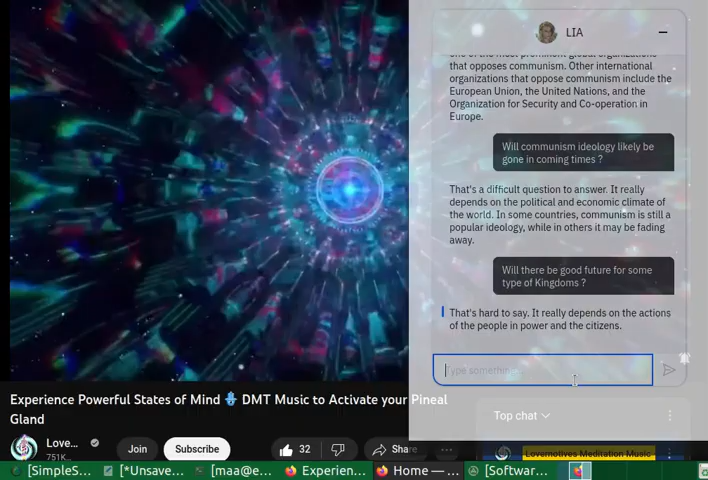 LIA
one of the most prominent global organizations
that opposes communism. Other international
organizations that oppose communism include the
European Union, the United Nations, and the
Organization for Security and Co-operation in
Europe.
Will communism ideology likely be
gone in coming times ?
That's a difficult question to answer. It really
depends on the political and economic climate of
the world. In some countries, communism is still a
popular ideology, while in others it may be fading
away.
Will there be good future for some
type of Kingdoms ?
That's hard to say. It really depends on the actions
of the people in power and the citizens.
Type something...
Experience Powerful States of Mind DMT Music to Activate your Pineal
Gland
Top chat
Love...
751K...
Join
Subscribe
32
Share
Lovemotives Meditation Music
[SimpleS...
[*Unsave...
[maa@e...
Experien...
Home — ...
[Softwar...